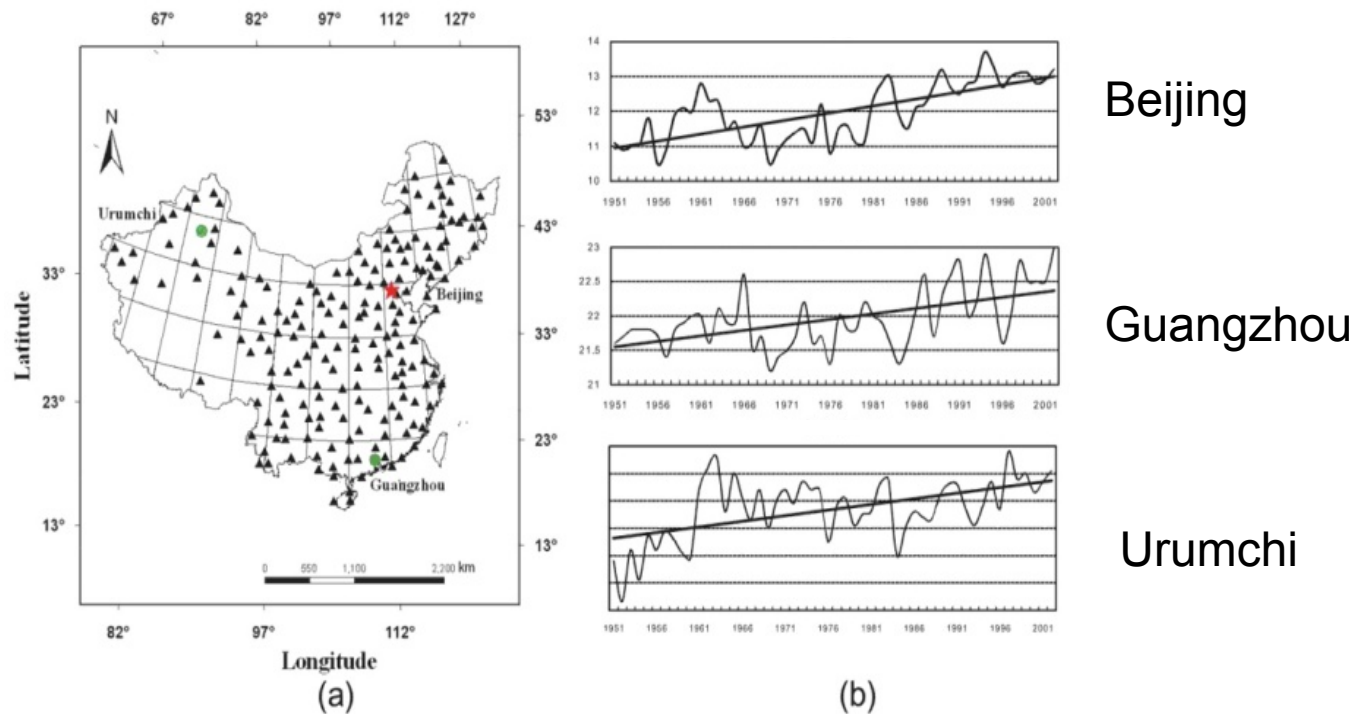 67° 82° 97° 112° 127°
N
53°
Urumchi
43°
33°
Beijing
33°
23°
23°
Guangzhou
13°
13°
0 550 1,100 2,200 km
82° 97° 112°
Latitude
Longitude
(a)
14
13
12
11
10
1951 1956 1961 1966 1971 1976 1981 1986 1991 1996 2001
Beijing
23
22.5
22
21.5
21
1951 1956 1961 1966 1971 1976 1981 1986 1991 1996 2001
Guangzhou
1951 1956 1961 1966 1971 1976 1981 1986 1991 1996 2001
Urumchi
(b)